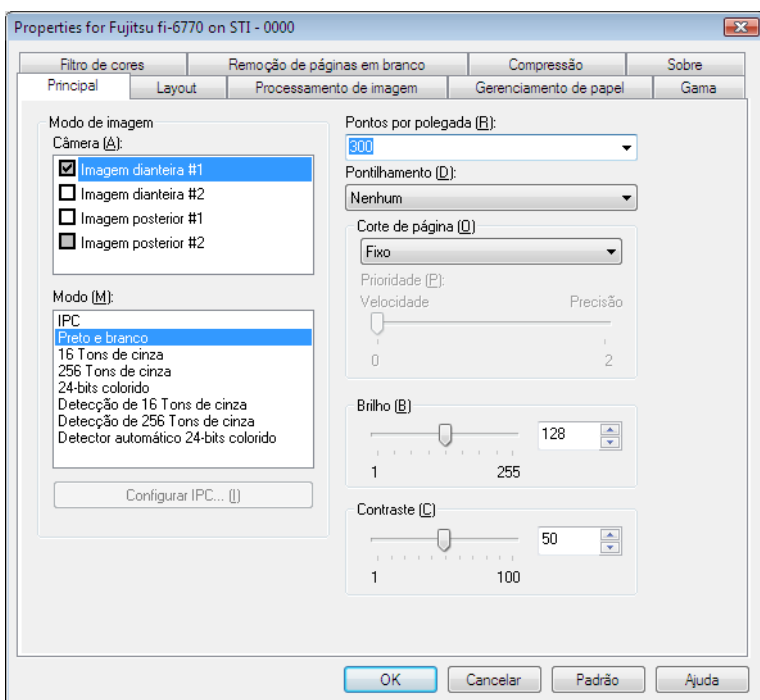 Properties for Fujitsu fi-6770 on STI - 0000
Filtro de cores
Remoção de páginas em branco
Compressão
Sobre
Principal
Layout
Processamento de imagem
Gerenciamento de papel
Gama
Modo de imagem
Câmera (A):
Imagem dianteira #1
Imagem dianteira #2
Imagem posterior #1
Imagem posterior #2
Modo (M):
IPC
Preto e branco
16 Tons de cinza
256 Tons de cinza
24-bits colorido
Detecção de 16 Tons de cinza
Detecção de 256 Tons de cinza
Detector automático 24-bits colorido
Configurar IPC... (I)
Pontos por polegada (R):
300
Pontilhamento (D):
Nenhum
Corte de página (O)
Fixo
Prioridade (P):
Velocidade
Precisão
0
2
Brilho (B)
128
1
255
Contraste (C)
50
1
100
OK
Cancelar
Padrão
Ajuda